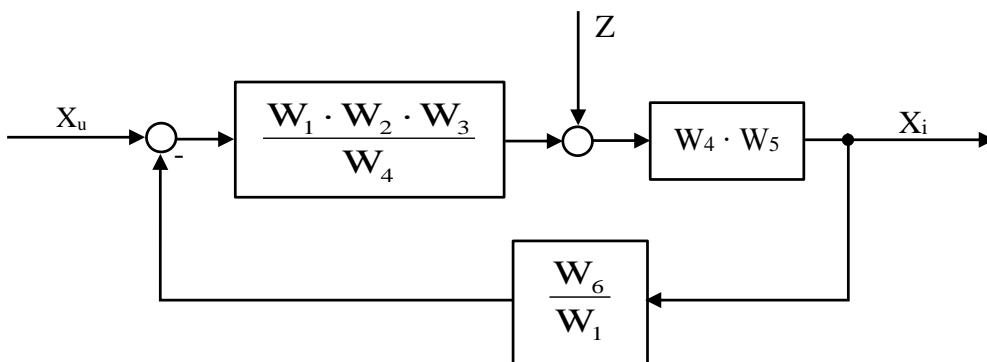 Z
Xᵤ
-
W₁ · W₂ · W₃
W₄
W₄ · W₅
Xᵢ
W₆
W₁